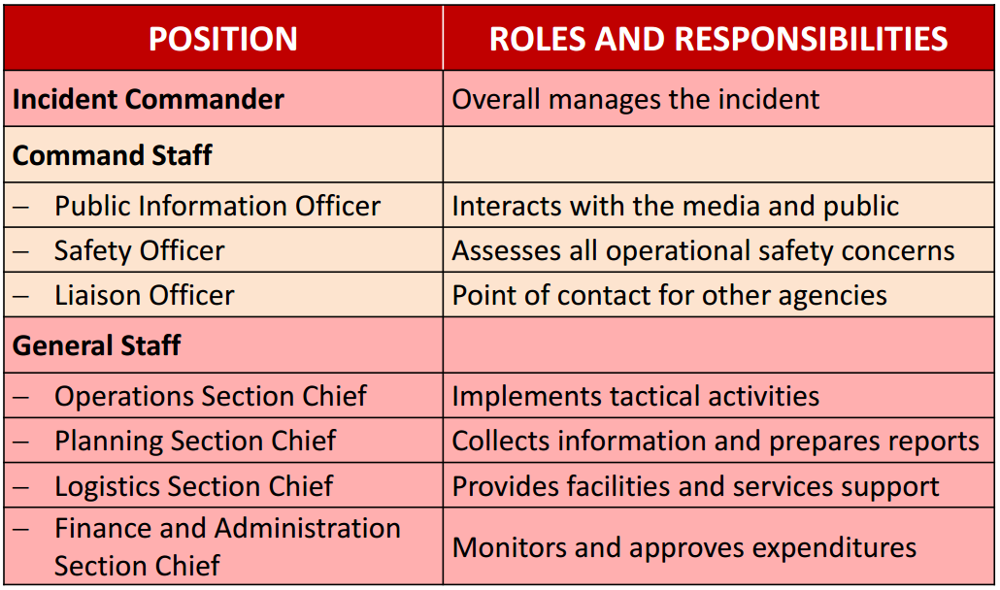 POSITION ROLES AND RESPONSIBILITIES
Incident Commander Overall manages the incident
Command Staff
– Public Information Officer Interacts with the media and public
– Safety Officer Assesses all operational safety concerns
– Liaison Officer Point of contact for other agencies
General Staff
– Operations Section Chief Implements tactical activities
– Planning Section Chief Collects information and prepares reports
– Logistics Section Chief Provides facilities and services support
– Finance and Administration
Section Chief
Monitors and approves expenditures